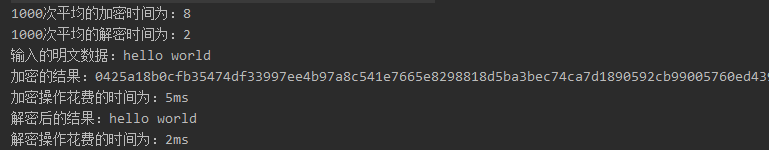 1000次平均的加密时间为：8
1000次平均的解密时间为：2
输入的明文数据：hello world
加密的结果：0425a18b0cfb35474df33997ee4b97a8c541e7665e8298818d5ba3bec74ca7d1890592cb99005760ed439
加密操作花费的时间为：5ms
解密后的结果：hello world
解密操作花费的时间为：2ms